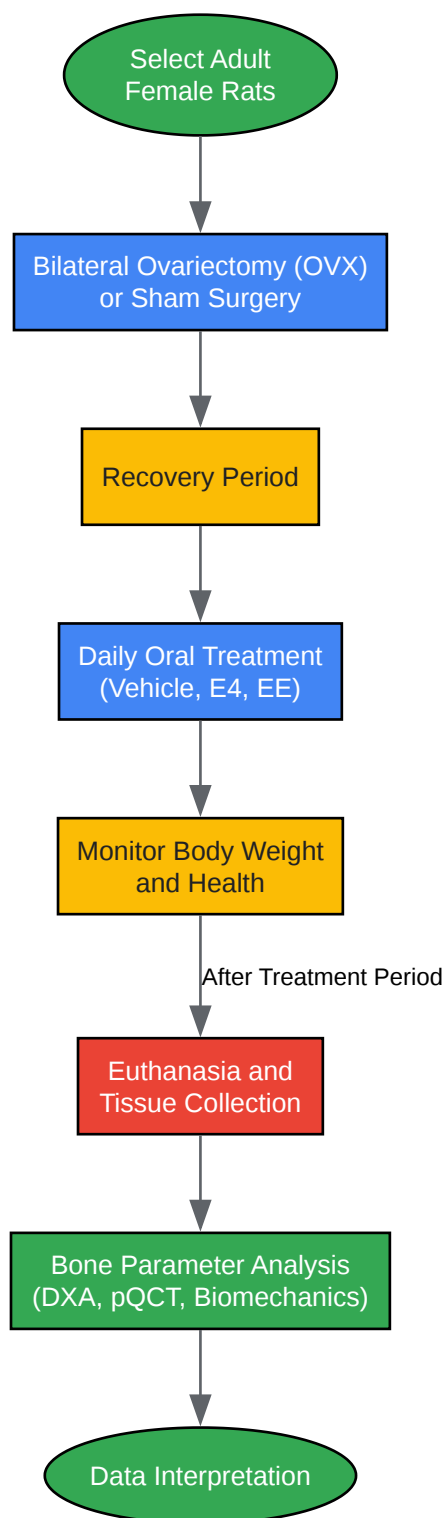 Select Adult
Female Rats
Bilateral Ovariectomy (OVX)
or Sham Surgery
Recovery Period
Daily Oral Treatment
(Vehicle, E4, EE)
Monitor Body Weight
and Health
After Treatment Period
Euthanasia and
Tissue Collection
Bone Parameter Analysis
(DXA, pQCT, Biomechanics)
Data Interpretation